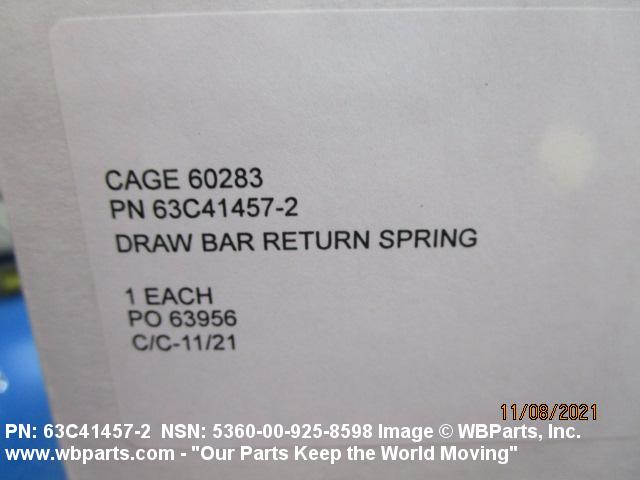 CAGE 60283
PN 63C41457-2
DRAW BAR RETURN SPRING
1 EACH
PO 63956
C/C-11/21
11/08/2021
PN: 63C41457-2 NSN: 5360-00-925-8598 Image © WBParts, Inc.
www.wbparts.com - "Our Parts Keep the World Moving"